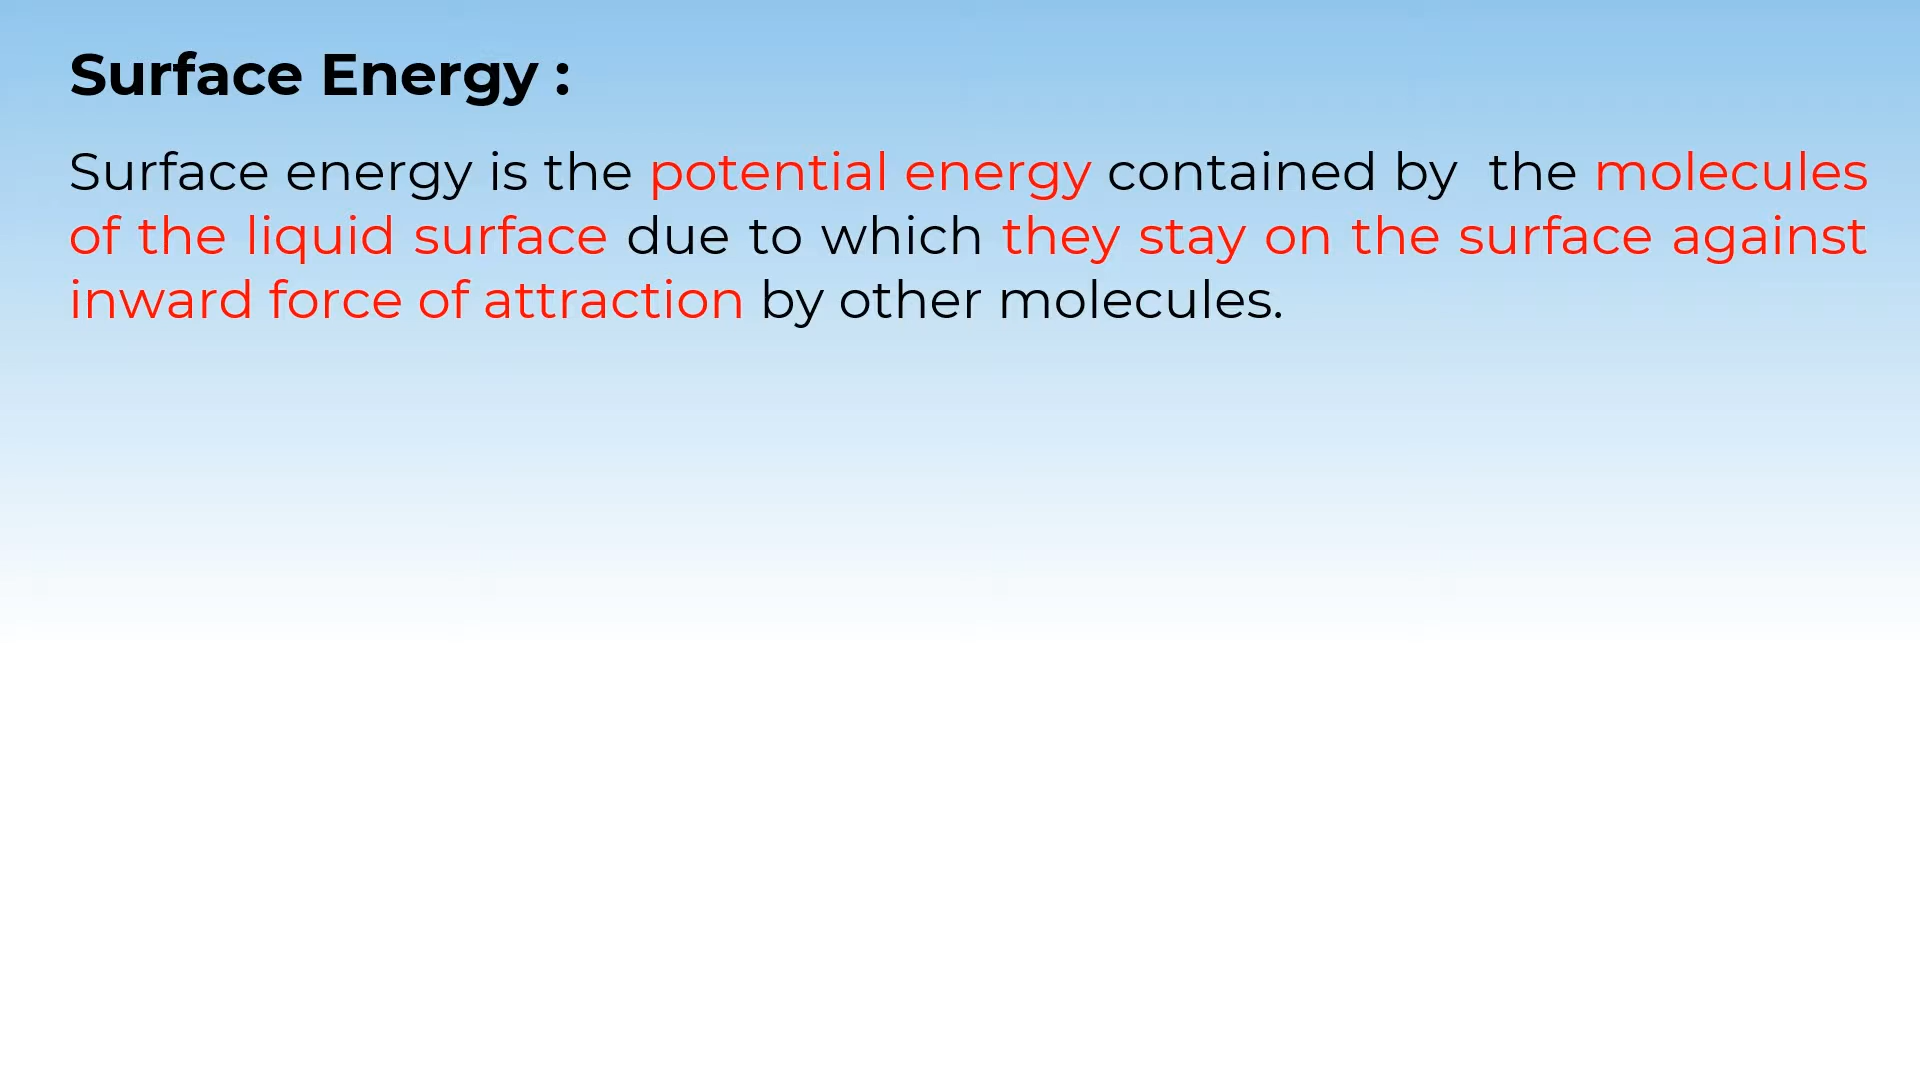 Surface Energy :
Surface energy is the potential energy contained by  the molecules
of the liquid surface due to which they stay on the surface against
inward force of attraction by other molecules.